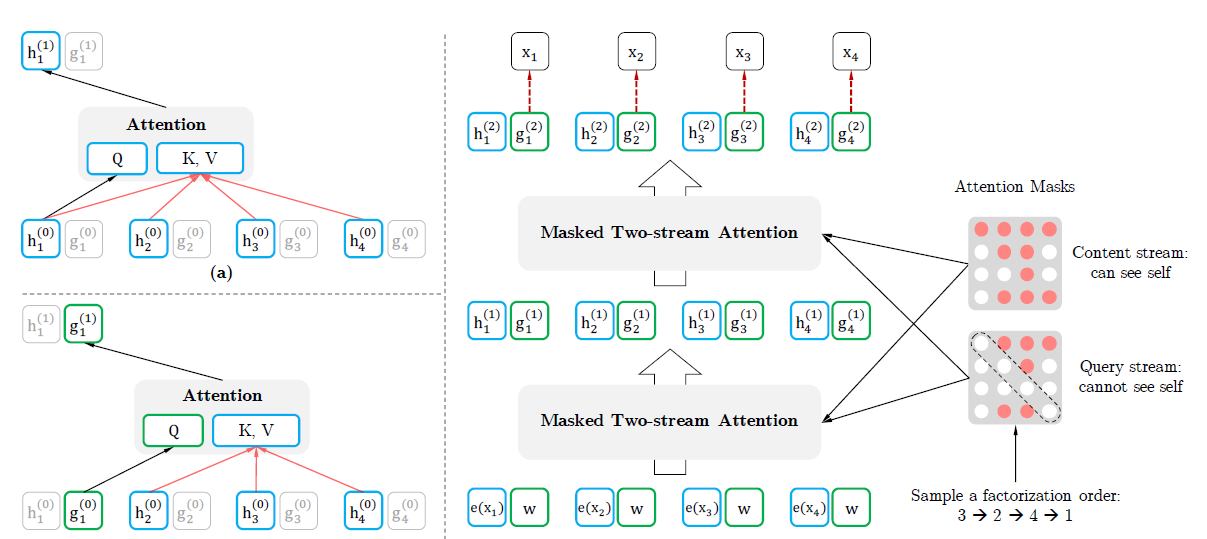 h₁⁽¹⁾ g₁⁽¹⁾
Attention
Q K, V
h₁⁽⁰⁾ g₁⁽⁰⁾ h₂⁽⁰⁾ g₂⁽⁰⁾ h₃⁽⁰⁾ g₃⁽⁰⁾ h₄⁽⁰⁾ g₄⁽⁰⁾
(a)
h₁⁽¹⁾ g₁⁽¹⁾
Attention
Q K, V
h₁⁽⁰⁾ g₁⁽⁰⁾ h₂⁽⁰⁾ g₂⁽⁰⁾ h₃⁽⁰⁾ g₃⁽⁰⁾ h₄⁽⁰⁾ g₄⁽⁰⁾
x₁ x₂ x₃ x₄
h₁⁽²⁾ g₁⁽²⁾ h₂⁽²⁾ g₂⁽²⁾ h₃⁽²⁾ g₃⁽²⁾ h₄⁽²⁾ g₄⁽²⁾
Masked Two-stream Attention
h₁⁽¹⁾ g₁⁽¹⁾ h₂⁽¹⁾ g₂⁽¹⁾ h₃⁽¹⁾ g₃⁽¹⁾ h₄⁽¹⁾ g₄⁽¹⁾
Masked Two-stream Attention
e(x₁) w e(x₂) w e(x₃) w e(x₄) w
Attention Masks
Content stream:
can see self
Query stream:
cannot see self
Sample a factorization order:
3 → 2 → 4 → 1